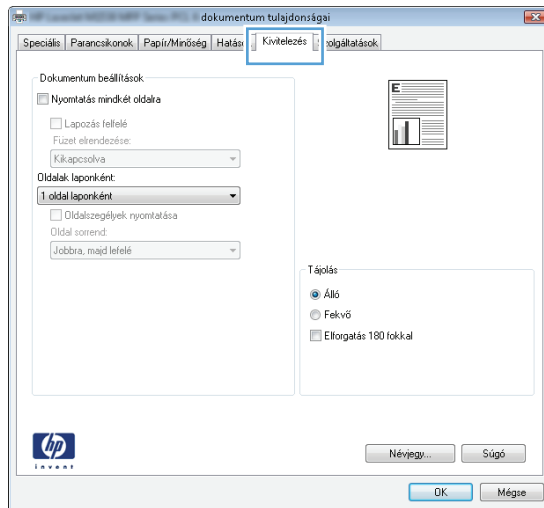 dokumentum tulajdonságai
Speciális Parancsikonok Papír/Minőség Kivitelezés
Dokumentum beállítások
Nyomtatás mindkét oldalra
Lapozás felfelé
Füzet elrendezése:
Kikapcsolva
Oldalak laponként:
1 oldal laponként
Oldalszegélyek nyomtatása
Oldal sorrend:
Jobbra, majd lefelé
E
Tájolás
Álló
Fekvő
Elforgatás 180 fokkal
hp
invent
Névjegy... Súgó
OK Mégse